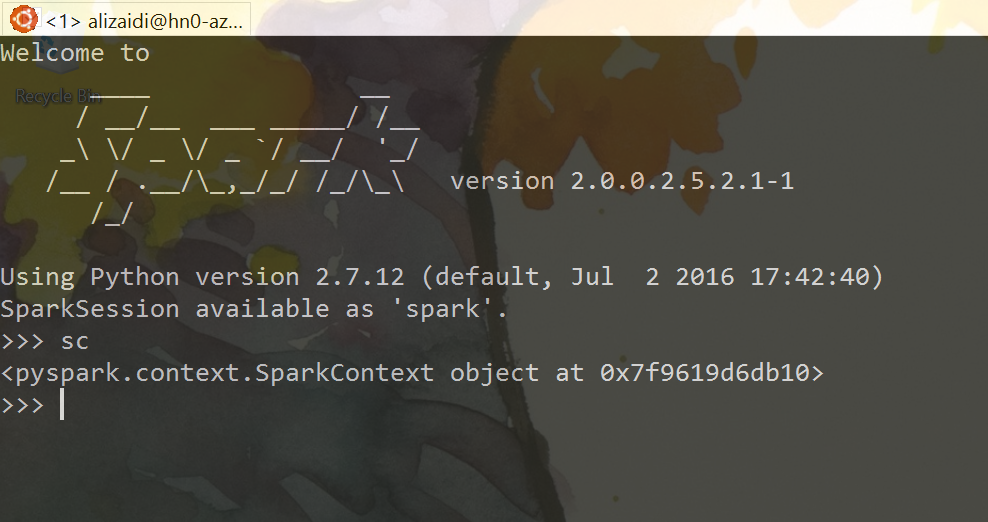 <1> alizaidi@hn0-az...
Welcome to
Recycle Bin
      ____              __
     / __/__  ___ _____/ /__
    _\ \/ _ \/ _ `/ __/  '_/
   /__ / .__/\_,_/_/ /_/\_\   version 2.0.0.2.5.2.1-1
      /_/
Using Python version 2.7.12 (default, Jul  2 2016 17:42:40)
SparkSession available as 'spark'.
>>> sc
<pyspark.context.SparkContext object at 0x7f9619d6db10>
>>>